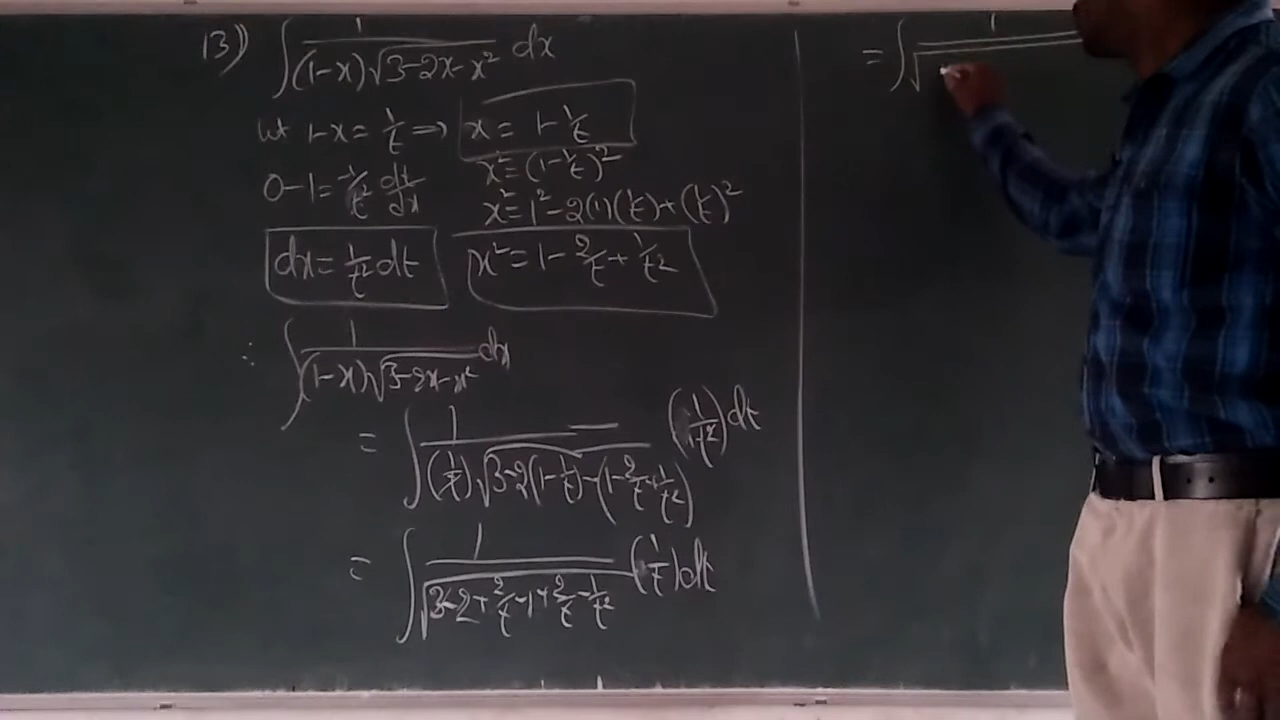 13) ∫ 1/((1-x)√(3-2x-x²)) dx
let 1-x = 1/t ⇒ x = 1-1/t
x² = (1-1/t)²
0-1 = -1/t² dt/dx
x² = 1² - 2(1)(1/t) + (1/t)²
dx = 1/t² dt
x² = 1 - 2/t + 1/t²
∴ ∫ 1/((1-x)√(3-2x-x²)) dx
= ∫ 1/((1/t)√(3-2(1-1/t)-(1-2/t+1/t²))) (1/t²) dt
= ∫ 1/√(3-2+2/t-1+2/t-1/t²) (1/t) dt
= ∫ 1/√